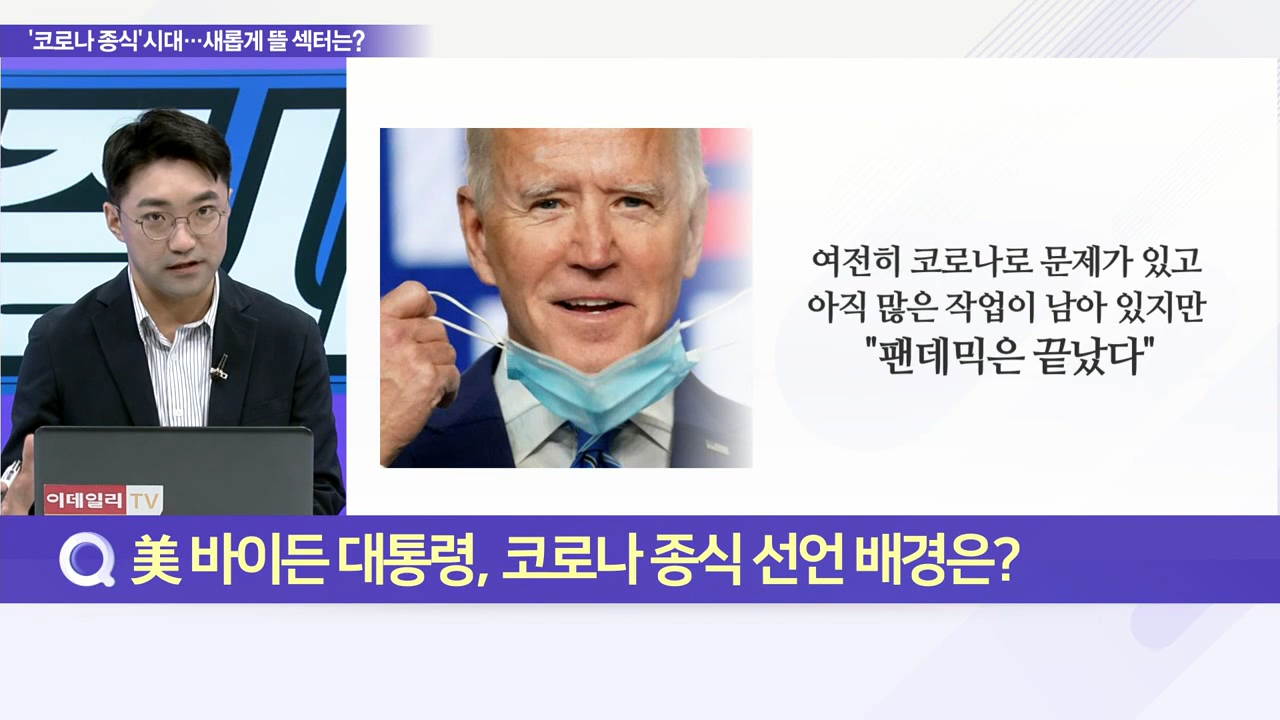 '코로나 종식'시대…새롭게 뜰 섹터는?
여전히 코로나로 문제가 있고
아직 많은 작업이 남아 있지만
"팬데믹은 끝났다"
이데일리 TV
美 바이든 대통령, 코로나 종식 선언 배경은?